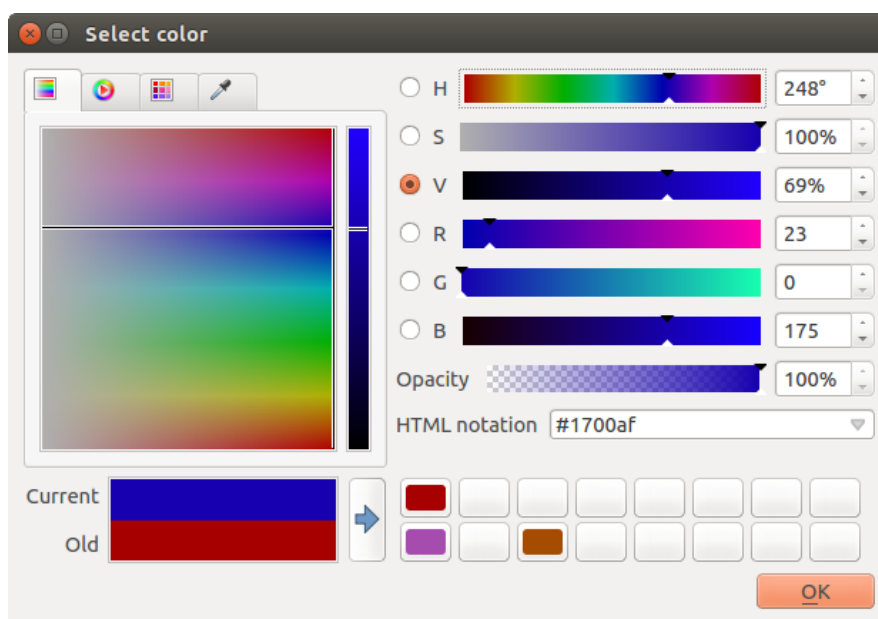 Select color
H 248°
S 100%
V 69%
R 23
G 0
B 175
Opacity 100%
HTML notation #1700af
Current
Old
OK